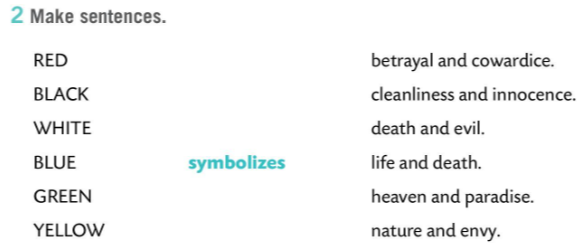 2 Make sentences.
RED betrayal and cowardice.
BLACK cleanliness and innocence.
WHITE death and evil.
BLUE symbolizes life and death.
GREEN heaven and paradise.
YELLOW nature and envy.